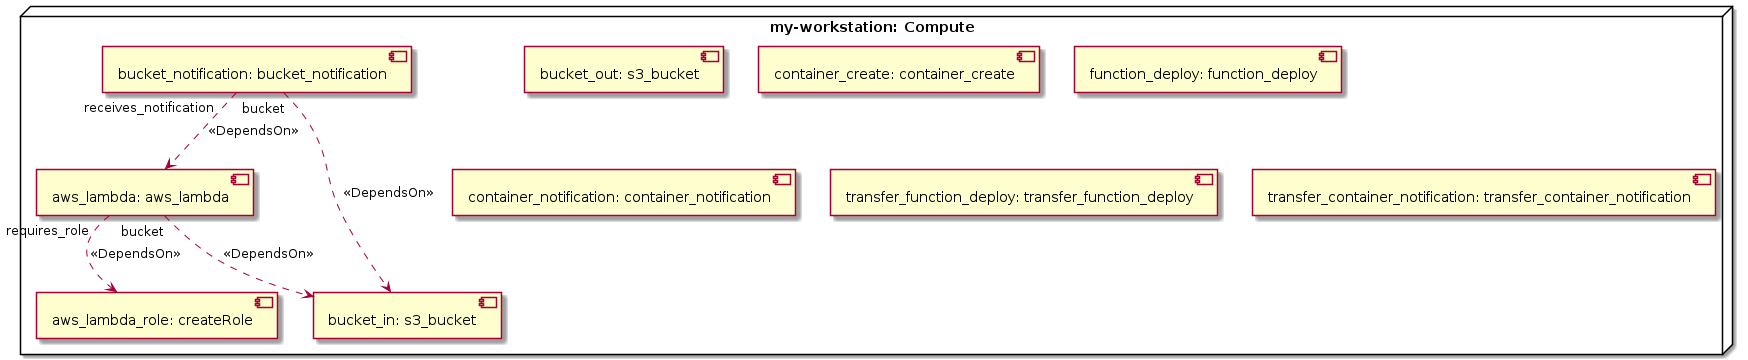 my-workstation: Compute
bucket_notification: bucket_notification
bucket_out: s3_bucket
container_create: container_create
function_deploy: function_deploy
receives_notification
bucket
«DependsOn»
«DependsOn»
aws_lambda: aws_lambda
container_notification: container_notification
transfer_function_deploy: transfer_function_deploy
transfer_container_notification: transfer_container_notification
requires_role
bucket
«DependsOn»
«DependsOn»
aws_lambda_role: createRole
bucket_in: s3_bucket